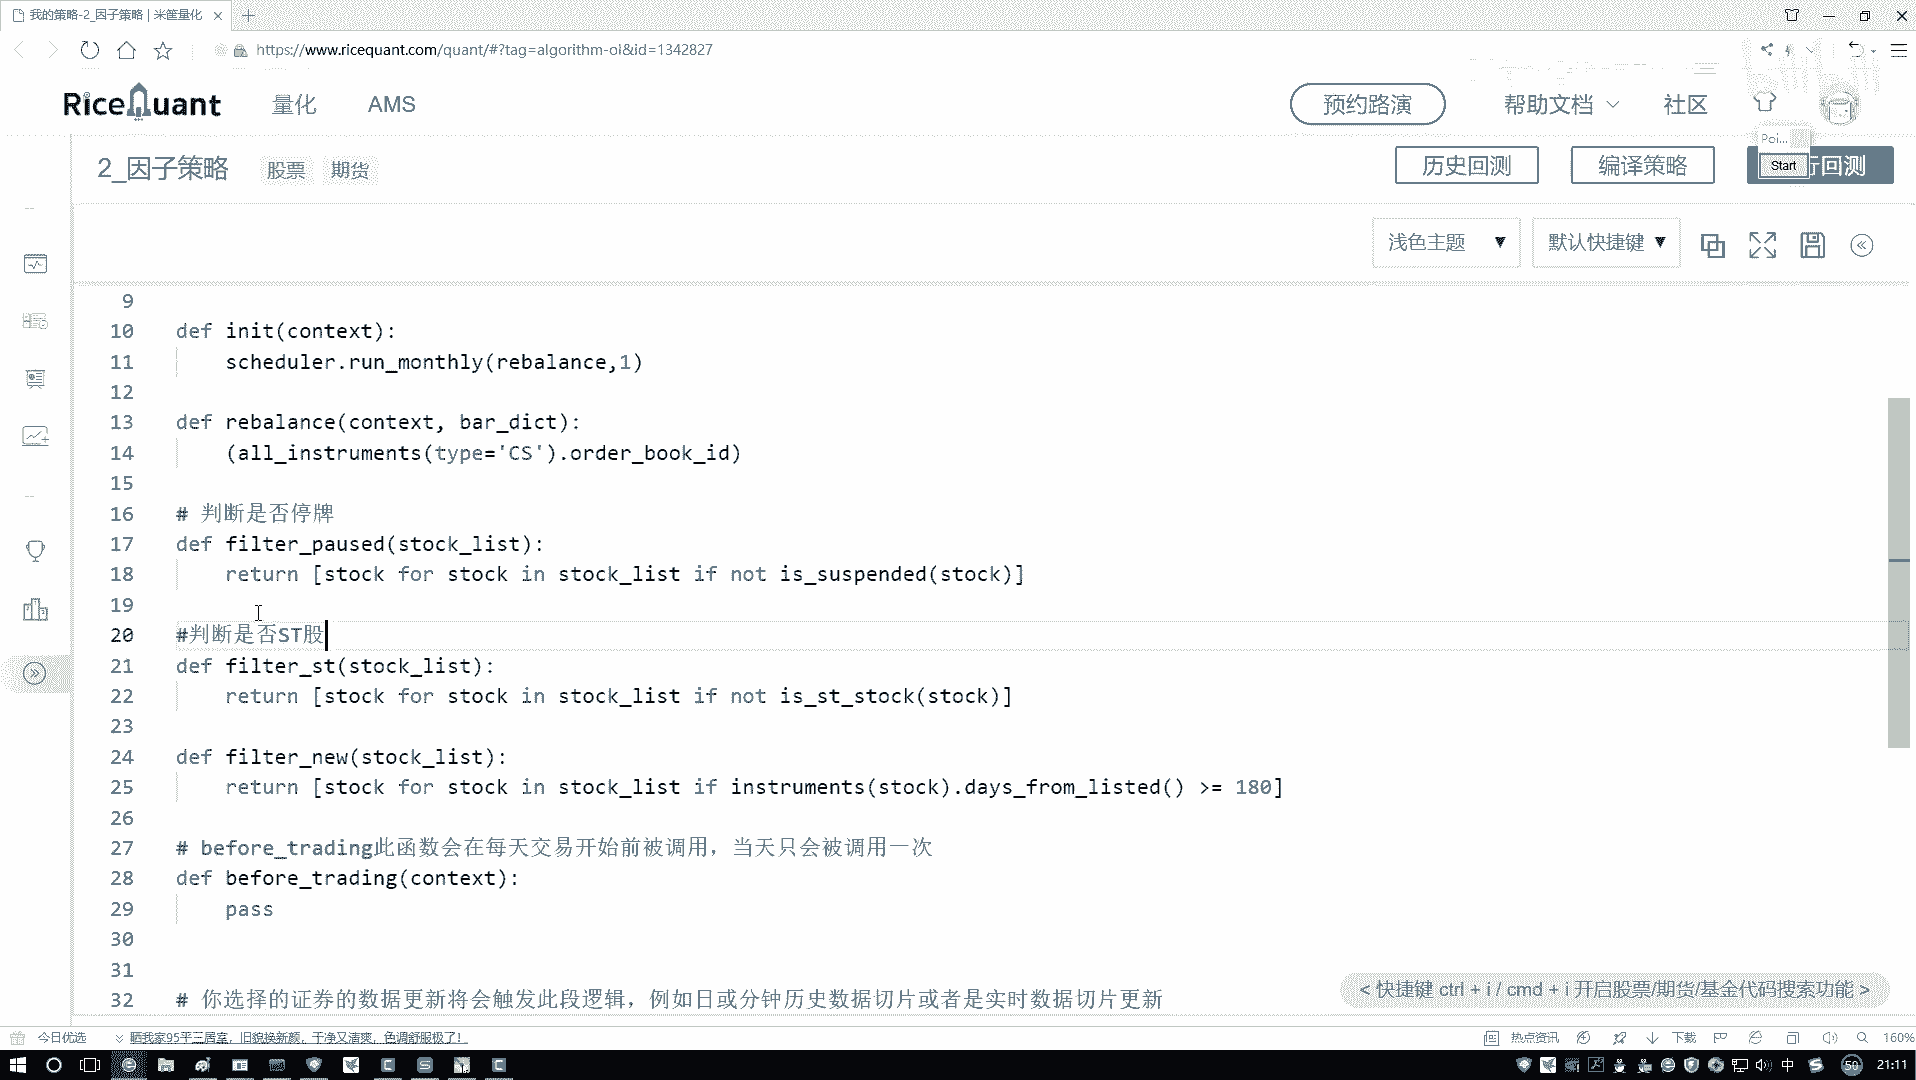 我的策略-2_因子策略 | 米筐量化
https://www.ricequant.com/quant/#?tag=algorithm-ol&id=1342827
RiceQuant 量化 AMS 预约路演 帮助文档 社区
Poi...
2_因子策略 股票 期货 历史回测 编译策略 Start 行回测
浅色主题 ▼ 默认快捷键 ▼
9
10 def init(context):
11 scheduler.run_monthly(rebalance,1)
12
13 def rebalance(context, bar_dict):
14 (all_instruments(type='CS').order_book_id)
15
16 # 判断是否停牌
17 def filter_paused(stock_list):
18 return [stock for stock in stock_list if not is_suspended(stock)]
19
20 #判断是否ST股
21 def filter_st(stock_list):
22 return [stock for stock in stock_list if not is_st_stock(stock)]
23
24 def filter_new(stock_list):
25 return [stock for stock in stock_list if instruments(stock).days_from_listed() >= 180]
26
27 # before_trading此函数会在每天交易开始前被调用，当天只会被调用一次
28 def before_trading(context):
29 pass
30
31
32 # 你选择的证券的数据更新将会触发此段逻辑，例如日或分钟历史数据切片或者是实时数据切片更新
< 快捷键 ctrl + i / cmd + i 开启股票/期货/基金代码搜索功能 >
今日优选 晒我家95平三居室，旧貌换新颜，干净又清爽，色调舒服极了！ 热点资讯 下载 160%
中 50 21:11